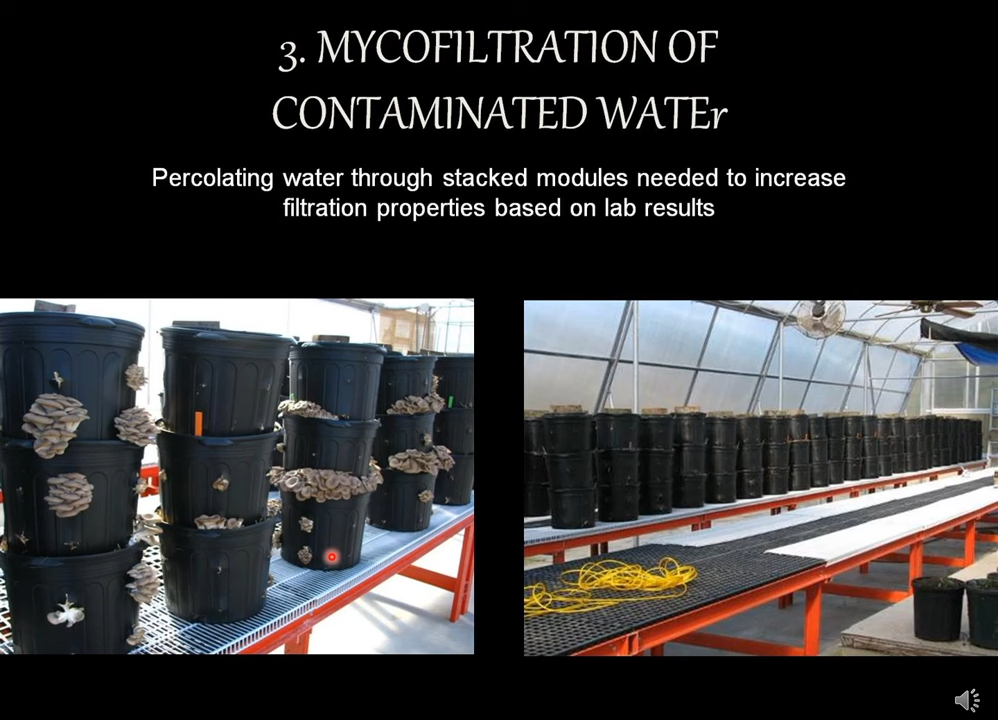 3. MYCOFILTRATION OF
CONTAMINATED WATEr
Percolating water through stacked modules needed to increase
filtration properties based on lab results